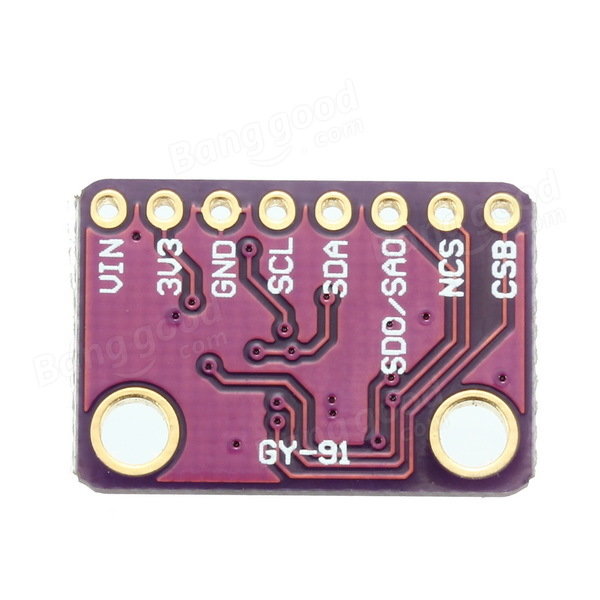 Banggood
.com
VIN
3V3
GND
SCL
SDA
SDO/SAO
NCS
CSB
GY-91